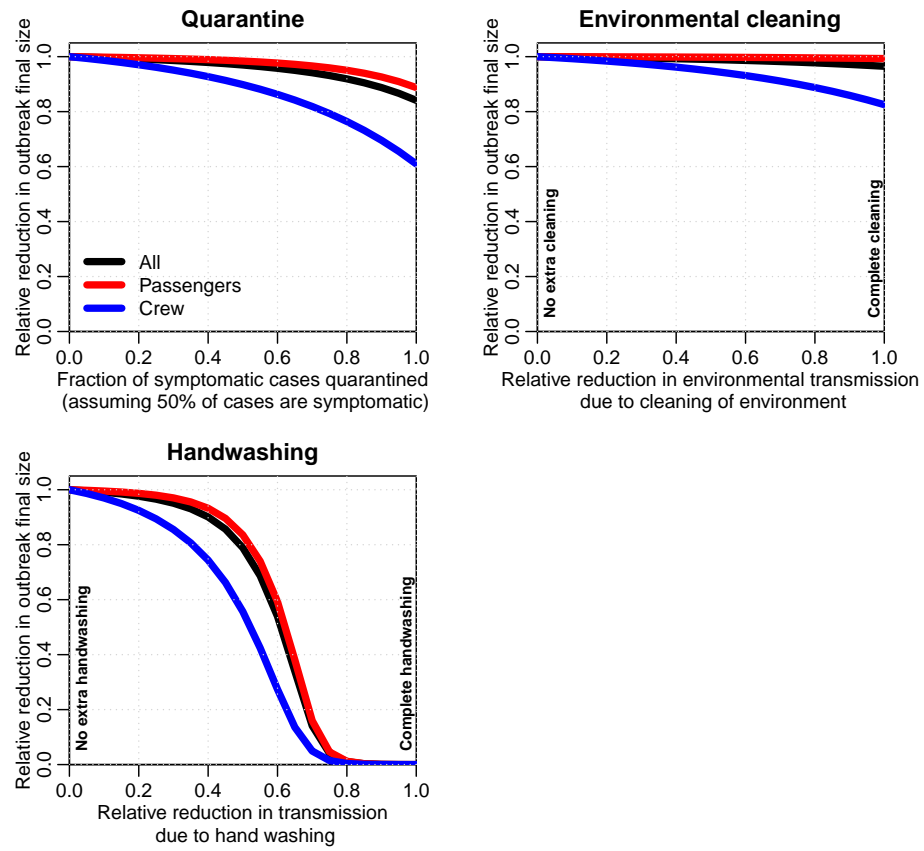 Quarantine
Relative reduction in outbreak final size
0.0 0.2 0.4 0.6 0.8 1.0
All
Passengers
Crew
0.0 0.2 0.4 0.6 0.8 1.0
Fraction of symptomatic cases quarantined
(assuming 50% of cases are symptomatic)
Environmental cleaning
Relative reduction in outbreak final size
0.0 0.2 0.4 0.6 0.8 1.0
No extra cleaning
Complete cleaning
0.0 0.2 0.4 0.6 0.8 1.0
Relative reduction in environmental transmission
due to cleaning of environment
Handwashing
Relative reduction in outbreak final size
0.0 0.2 0.4 0.6 0.8 1.0
No extra handwashing
Complete handwashing
0.0 0.2 0.4 0.6 0.8 1.0
Relative reduction in transmission
due to hand washing